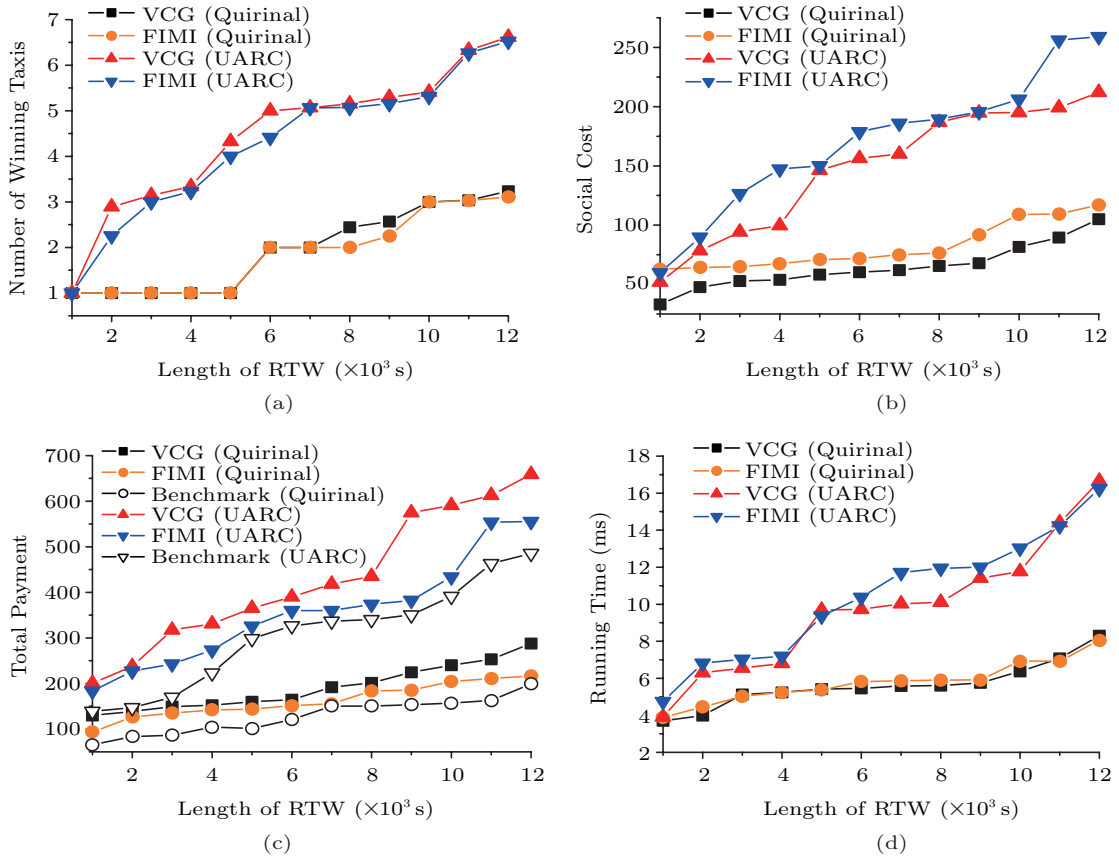 VCG (Quirinal)
FIMI (Quirinal)
VCG (UARC)
FIMI (UARC)
7
6
5
4
3
2
1
Number of Winning Taxis
2 4 6 8 10 12
Length of RTW (×10³ s)
(a)
VCG (Quirinal)
FIMI (Quirinal)
VCG (UARC)
FIMI (UARC)
250
200
150
100
50
Social Cost
2 4 6 8 10 12
Length of RTW (×10³ s)
(b)
VCG (Quirinal)
FIMI (Quirinal)
Benchmark (Quirinal)
VCG (UARC)
FIMI (UARC)
Benchmark (UARC)
700
600
500
400
300
200
100
Total Payment
2 4 6 8 10 12
Length of RTW (×10³ s)
(c)
VCG (Quirinal)
FIMI (Quirinal)
VCG (UARC)
FIMI (UARC)
18
16
14
12
10
8
6
4
2
Running Time (ms)
2 4 6 8 10 12
Length of RTW (×10³ s)
(d)